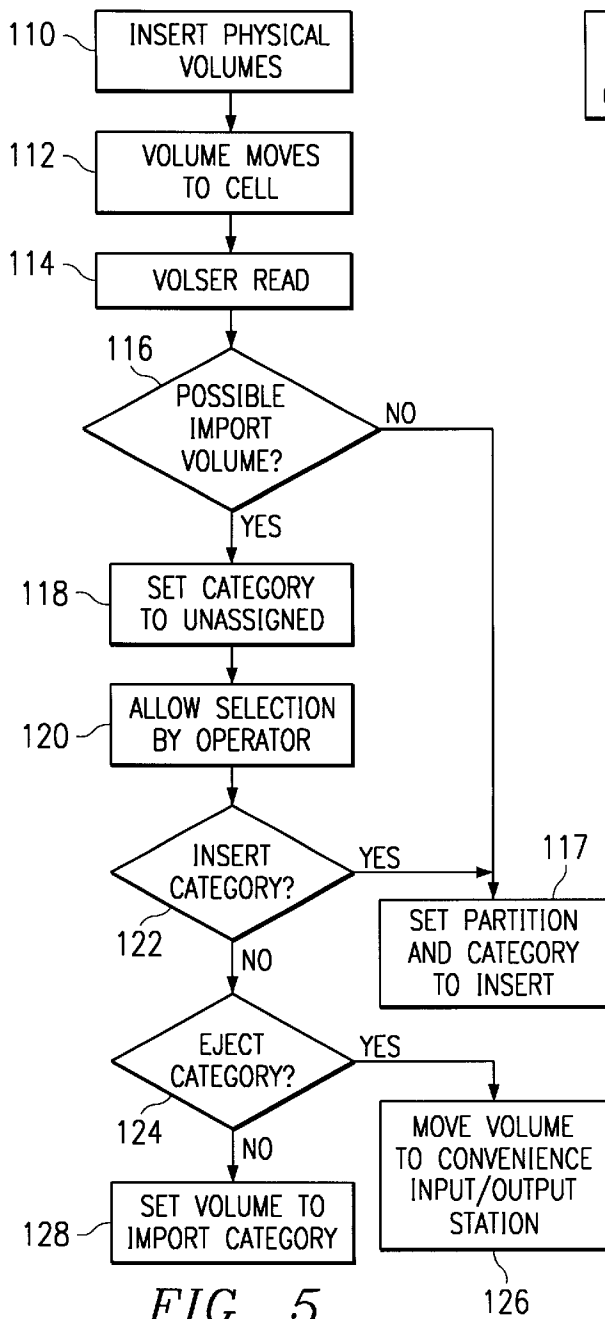 110
INSERT PHYSICAL
VOLUMES
112
VOLUME MOVES
TO CELL
114
VOLSER READ
116
POSSIBLE
IMPORT
VOLUME?
NO
YES
118
SET CATEGORY
TO UNASSIGNED
120
ALLOW SELECTION
BY OPERATOR
INSERT
CATEGORY?
YES
122
NO
117
SET PARTITION
AND CATEGORY
TO INSERT
EJECT
CATEGORY?
YES
124
NO
MOVE VOLUME
TO CONVENIENCE
INPUT/OUTPUT
STATION
126
128
SET VOLUME TO
IMPORT CATEGORY
FIG. 5